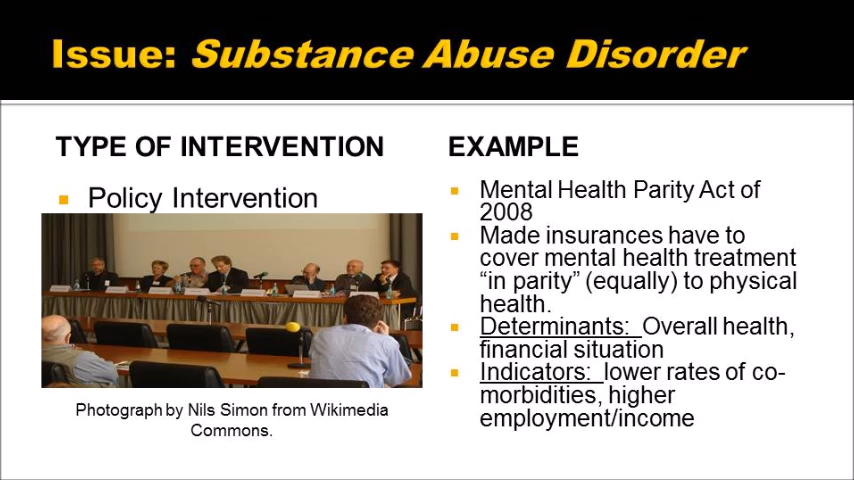 Issue: Substance Abuse Disorder
TYPE OF INTERVENTION
Policy Intervention
Photograph by Nils Simon from Wikimedia
Commons.
EXAMPLE
Mental Health Parity Act of
2008
Made insurances have to
cover mental health treatment
“in parity” (equally) to physical
health.
Determinants: Overall health,
financial situation
Indicators: lower rates of co-
morbidities, higher
employment/income